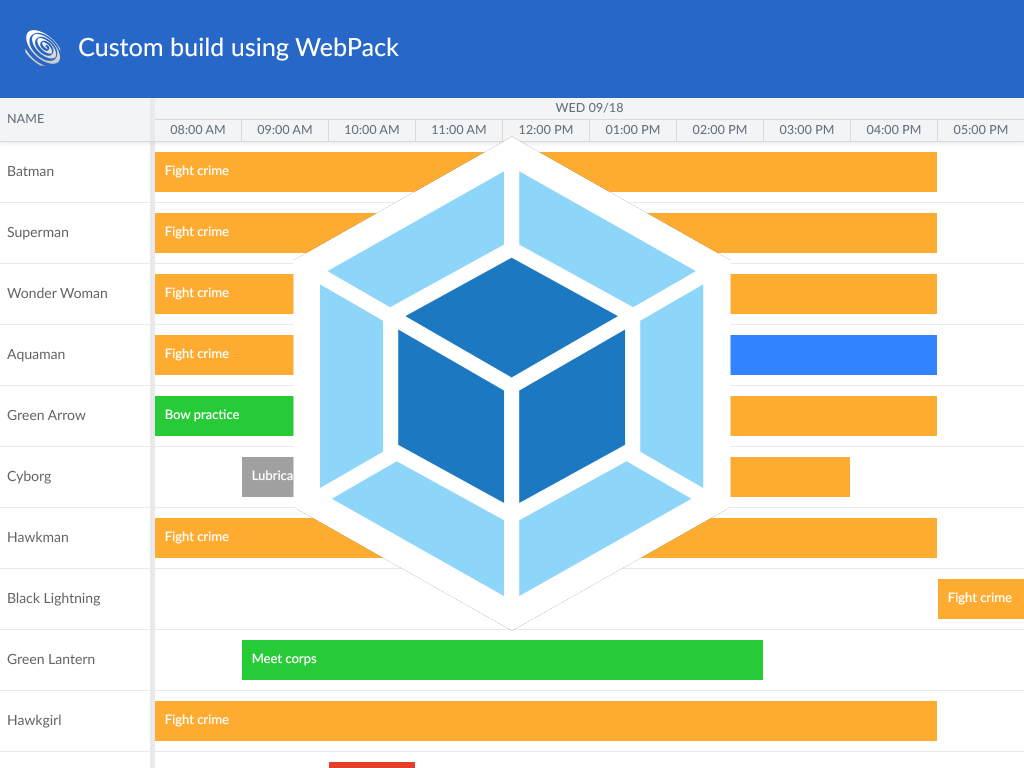 Custom build using WebPack
NAME
WED 09/18
08:00 AM 09:00 AM 10:00 AM 11:00 AM 12:00 PM 01:00 PM 02:00 PM 03:00 PM 04:00 PM 05:00 PM
Batman Fight crime
Superman Fight crime
Wonder Woman Fight crime
Aquaman Fight crime
Green Arrow Bow practice
Cyborg Lubrica
Hawkman Fight crime
Black Lightning Fight crime
Green Lantern Meet corps
Hawkgirl Fight crime